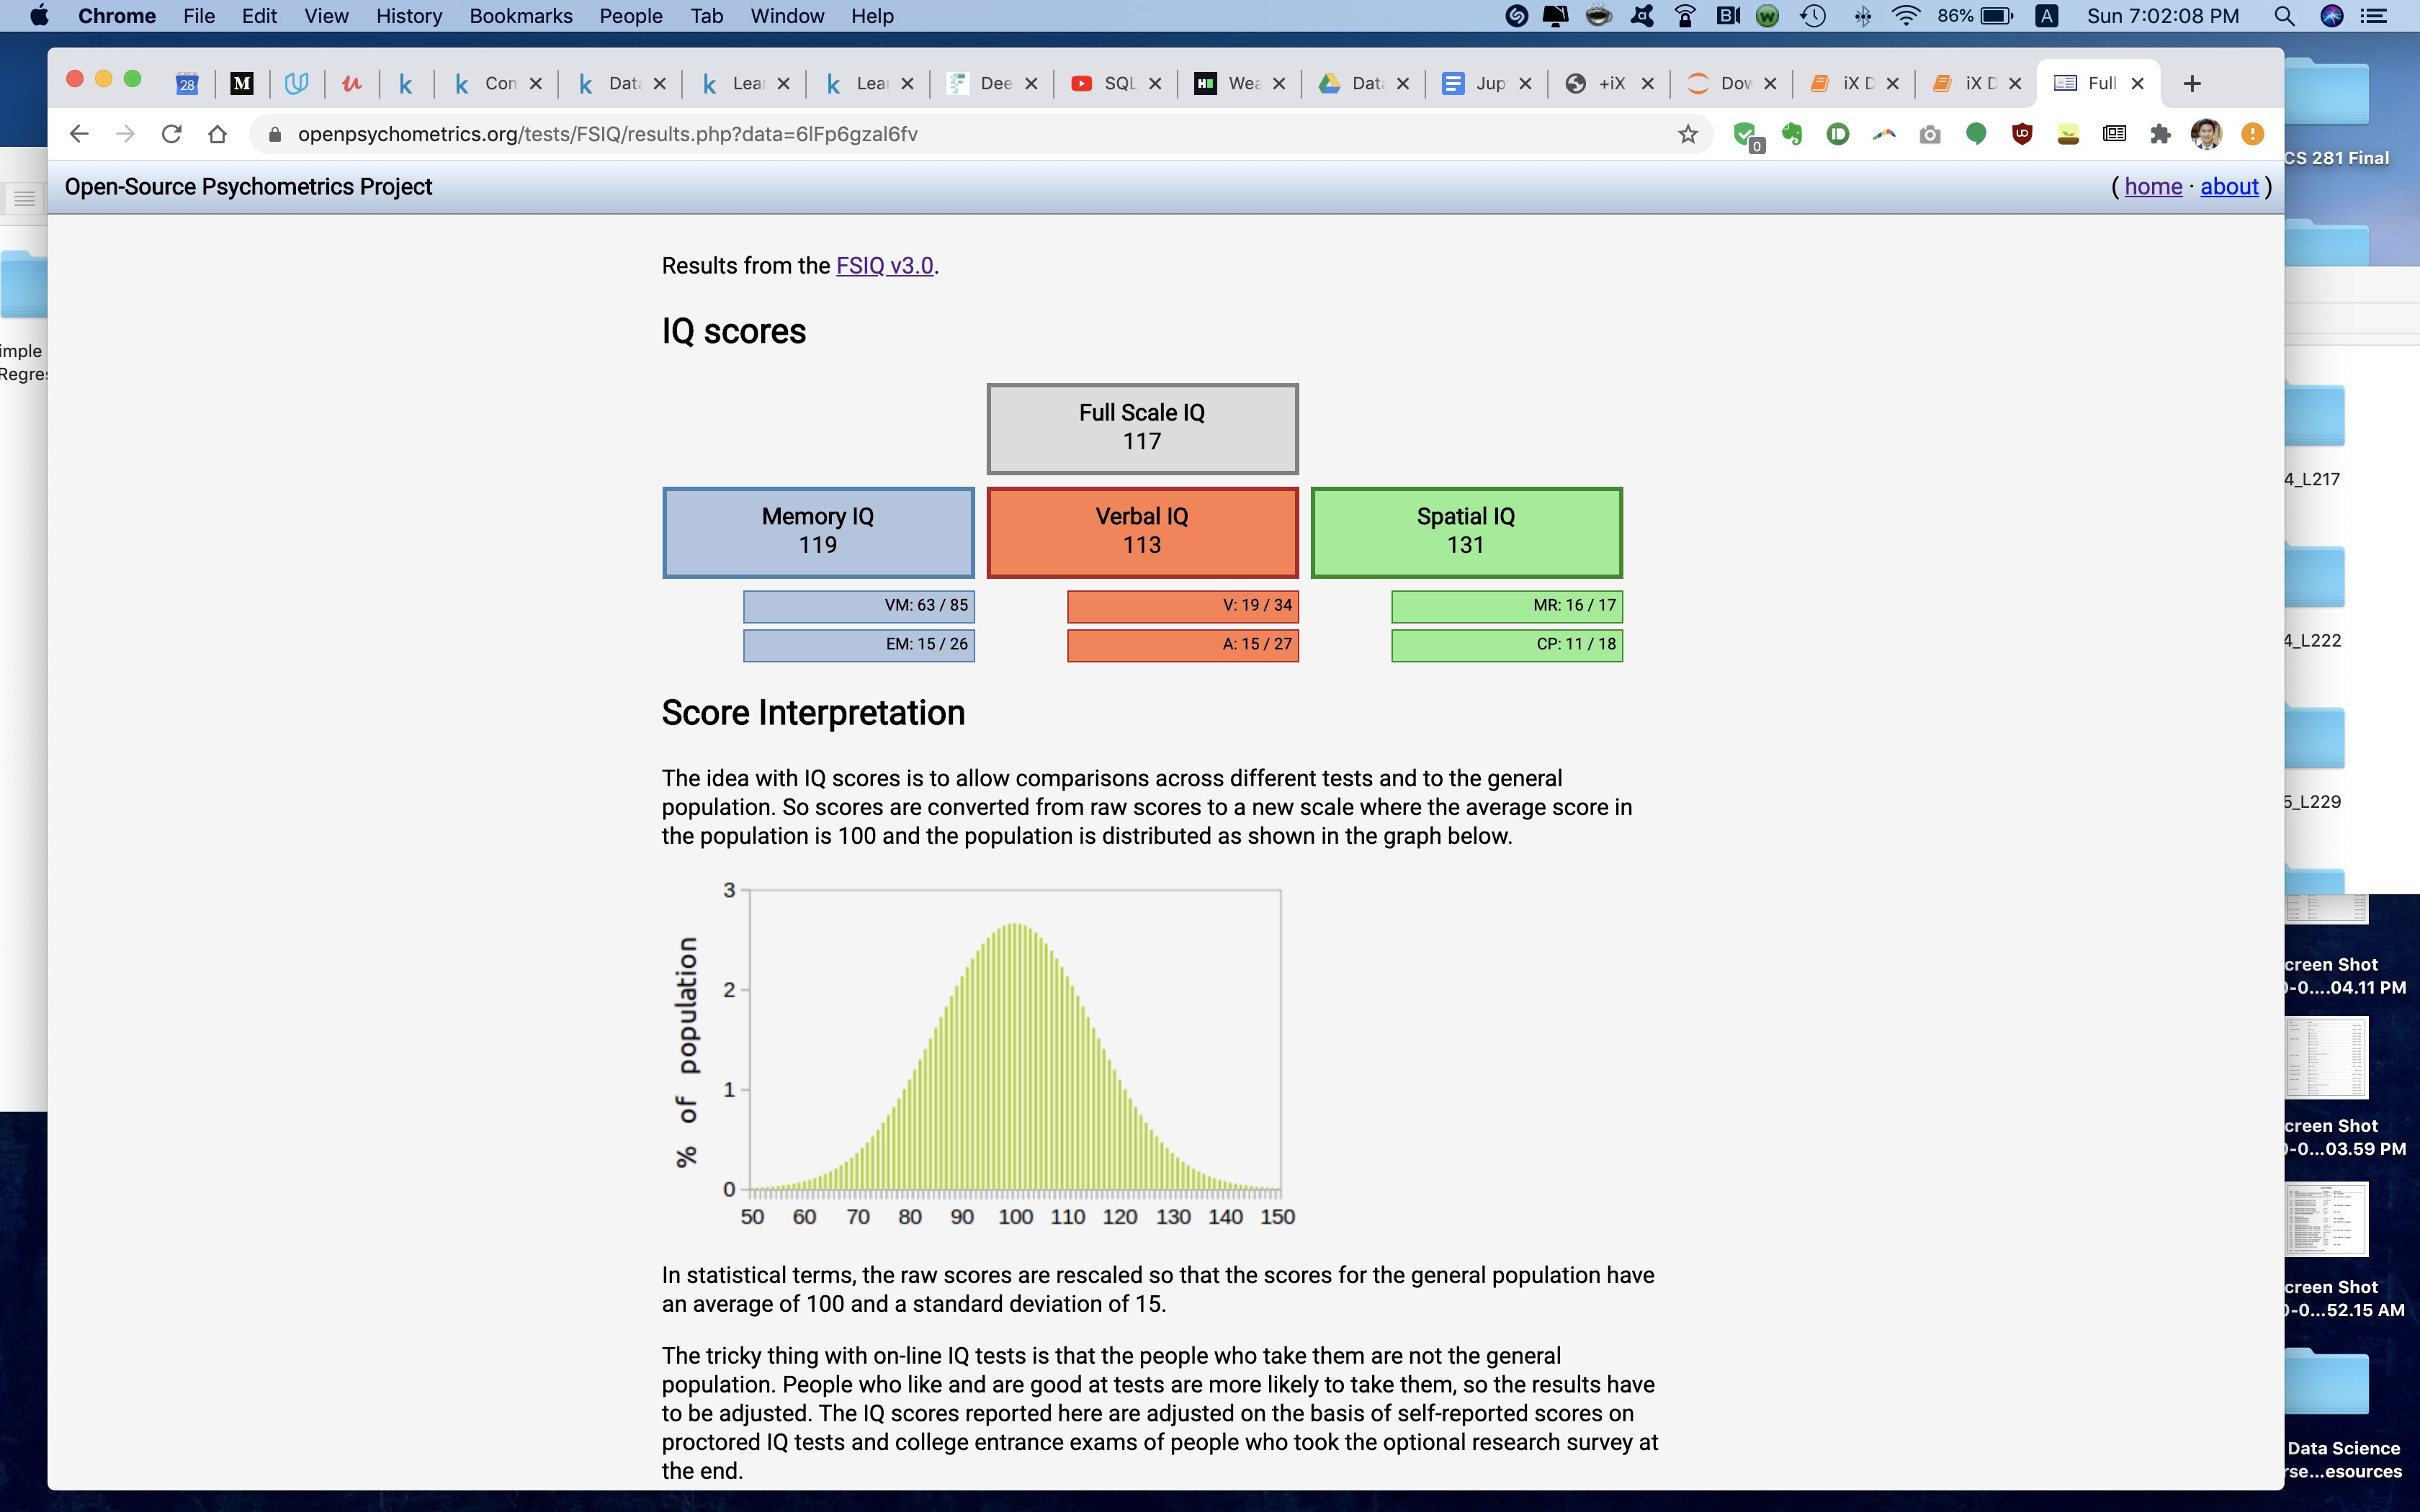 Chrome File Edit View History Bookmarks People Tab Window Help 86% A Sun 7:02:08 PM
28 M k Con Data Lear Lear Dee SQL Wea Data Jup +iX Dow iX D iX D Full
openpsychometrics.org/tests/FSIQ/results.php?data=6lFp6gzal6fv 0
Open-Source Psychometrics Project ( home · about )
Results from the FSIQ v3.0.
IQ scores
Full Scale IQ
117
Memory IQ
119
Verbal IQ
113
Spatial IQ
131
VM: 63 / 85
V: 19 / 34
MR: 16 / 17
EM: 15 / 26
A: 15 / 27
CP: 11 / 18
Score Interpretation
The idea with IQ scores is to allow comparisons across different tests and to the general
population. So scores are converted from raw scores to a new scale where the average score in
the population is 100 and the population is distributed as shown in the graph below.
% of population
3
2
1
0
50 60 70 80 90 100 110 120 130 140 150
In statistical terms, the raw scores are rescaled so that the scores for the general population have
an average of 100 and a standard deviation of 15.
The tricky thing with on-line IQ tests is that the people who take them are not the general
population. People who like and are good at tests are more likely to take them, so the results have
to be adjusted. The IQ scores reported here are adjusted on the basis of self-reported scores on
proctored IQ tests and college entrance exams of people who took the optional research survey at
the end.
imple
Regre
CS 281 Final
4_L217
4_L222
5_L229
creen Shot
0-0....04.11 PM
creen Shot
0-0...03.59 PM
creen Shot
0-0...52.15 AM
Data Science
rse...esources